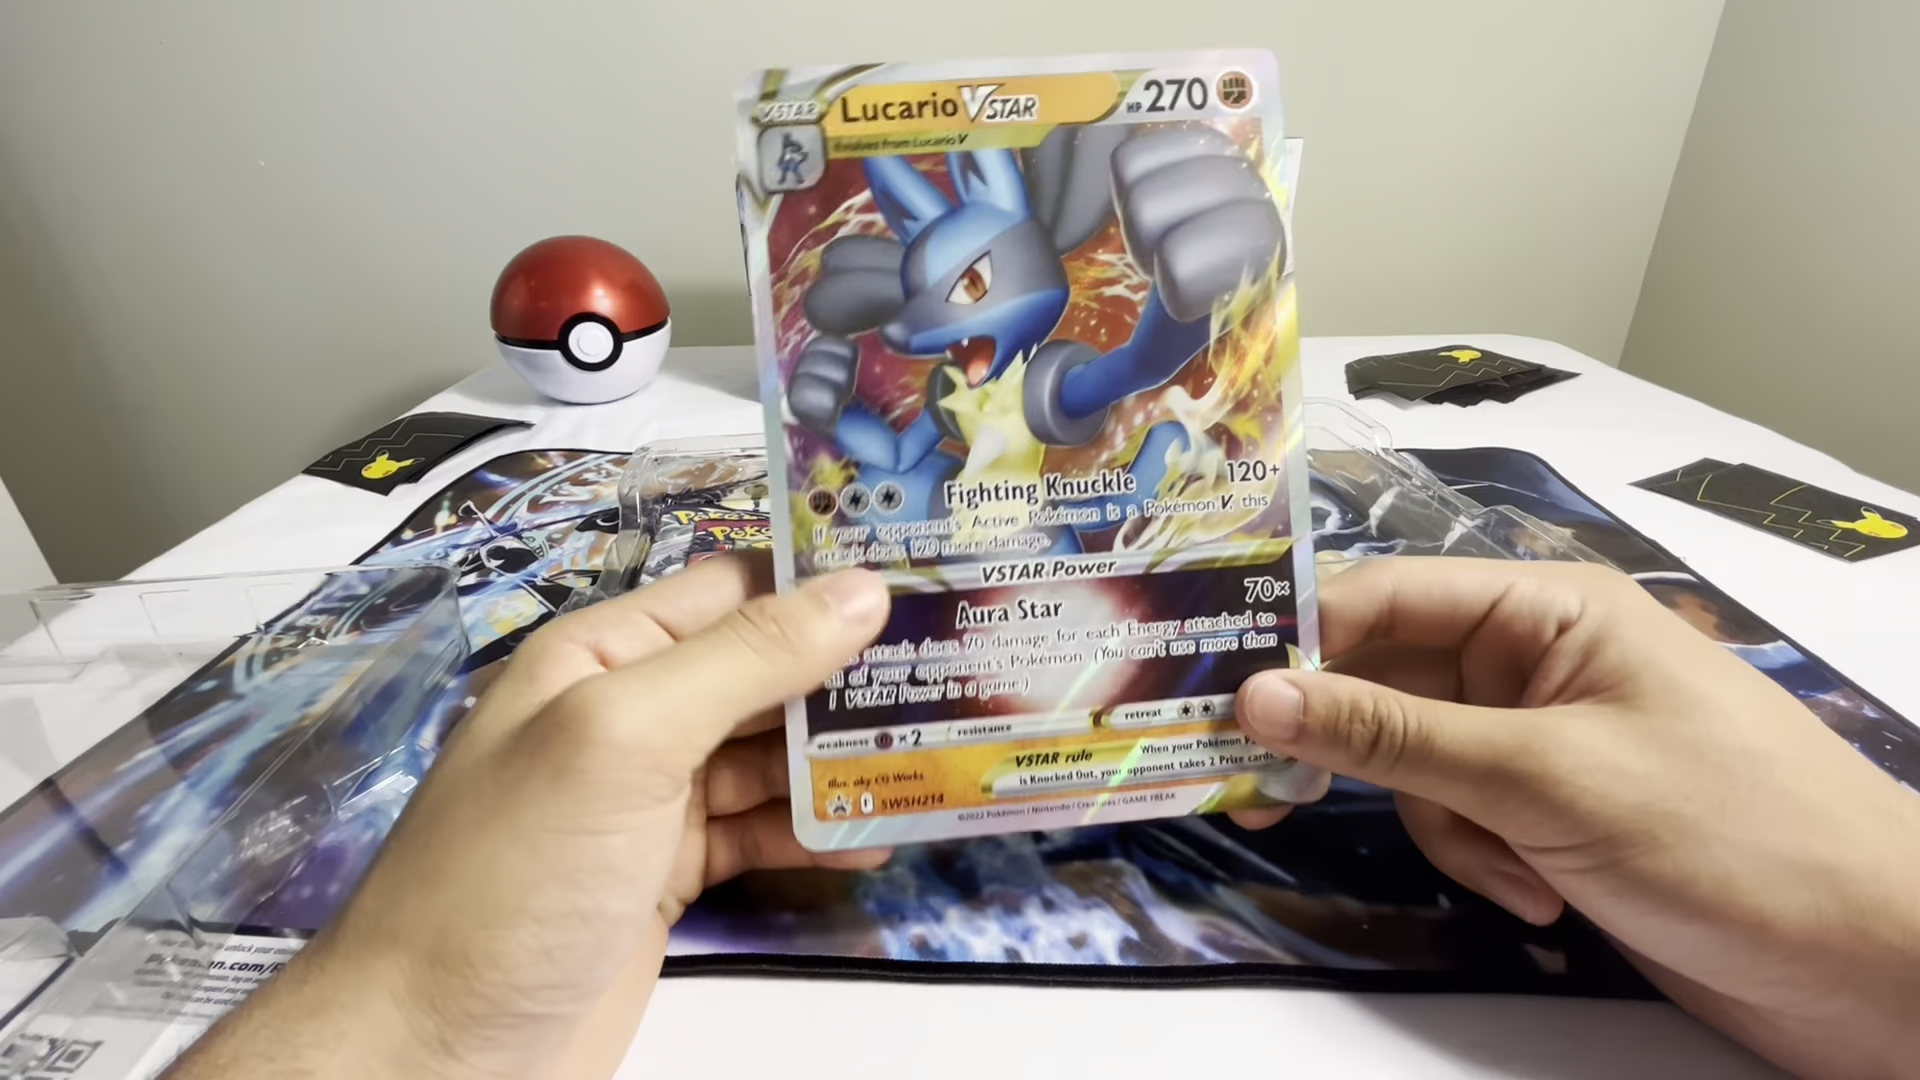 VSTAR
Lucario VSTAR
HP 270
Evolves from Lucario V
Fighting Knuckle 120+
If your opponent's Active Pokémon is a Pokémon V, this
attack does 120 more damage.
VSTAR Power
Aura Star 70×
attack does 70 damage for each Energy attached to
all of your opponent's Pokémon. (You can't use more than
1 VSTAR Power in a game.)
weakness ×2 resistance retreat
VSTAR rule When your Pokémon
is Knocked Out, your opponent takes 2 Prize cards.
Illus. aky CG Works
SWSH214
©2022 Pokémon / Nintendo / Creatures / GAME FREAK
to unlock your